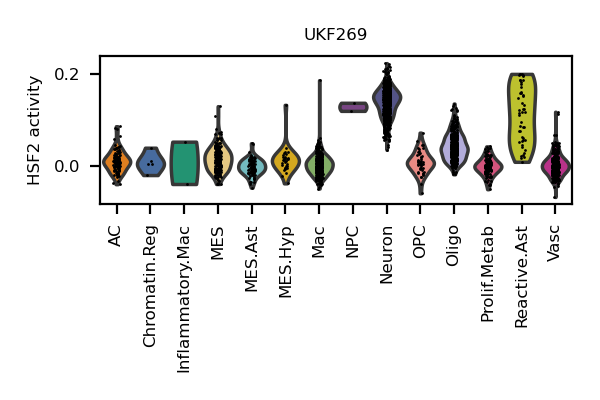 UKF269
HSF2 activity
0.2
0.0
AC
Chromatin.Reg
Inflammatory.Mac
MES
MES.Ast
MES.Hyp
Mac
NPC
Neuron
OPC
Oligo
Prolif.Metab
Reactive.Ast
Vasc